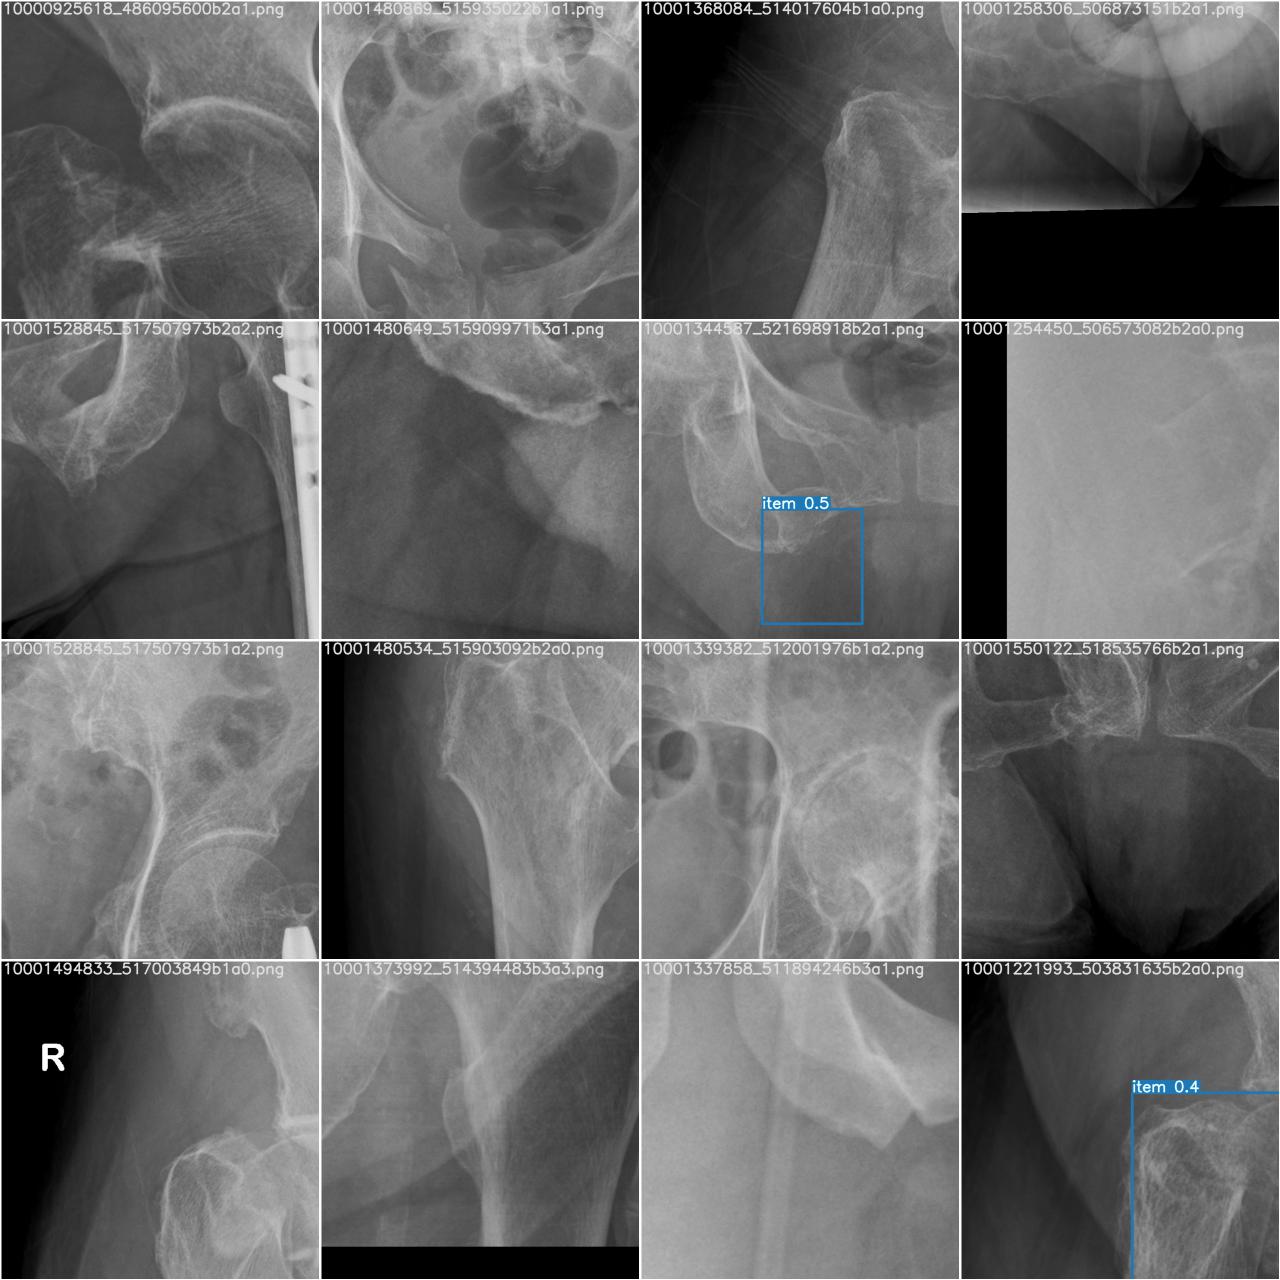 10000925618_486095600b2a1.png
10001480869_515935022b1a1.png
10001368084_514017604b1a0.png
10001258306_506873151b2a1.png
10001528845_517507973b2a2.png
10001480649_515909971b3a1.png
10001344587_521698918b2a1.png
10001254450_506573082b2a0.png
item 0.5
10001528845_517507973b1a2.png
10001480534_515903092b2a0.png
10001339382_512001976b1a2.png
10001550122_518535766b2a1.png
10001494833_517003849b1a0.png
10001373992_514394483b3a3.png
10001337858_511894246b3a1.png
10001221993_503831635b2a0.png
R
item 0.4